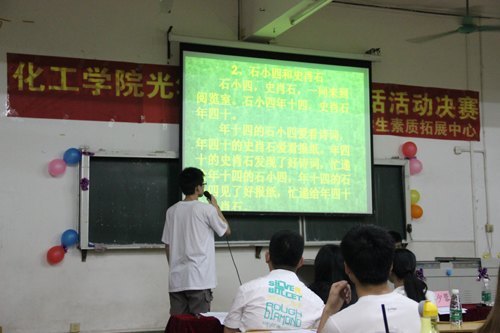 化工学院光
活活动决赛
生素质拓展中心
2、石小四和史肖石
石小四，史肖石，一同来到
阅览室。石小四年十四，史肖石
年四十。
年十四的石小四爱看诗词，
年四十的史肖石爱看报纸。年四
十的史肖石发现了好诗词，忙递
给年十四的石小四，年十四的石
小四见了好报纸，忙递给年四十
的史肖石。
SILVER
BULLET
ROUGH
DIAMOND